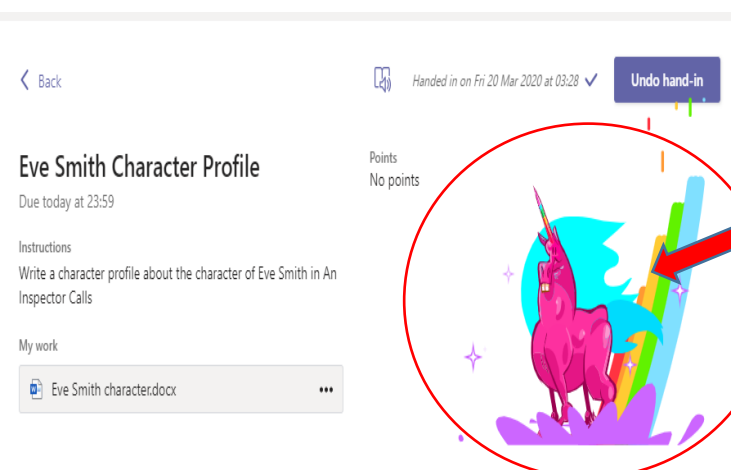 Back
Handed in on Fri 20 Mar 2020 at 03:28
Undo hand-in
Eve Smith Character Profile
Due today at 23:59
Points
No points
Instructions
Write a character profile about the character of Eve Smith in An
Inspector Calls
My work
Eve Smith character.docx